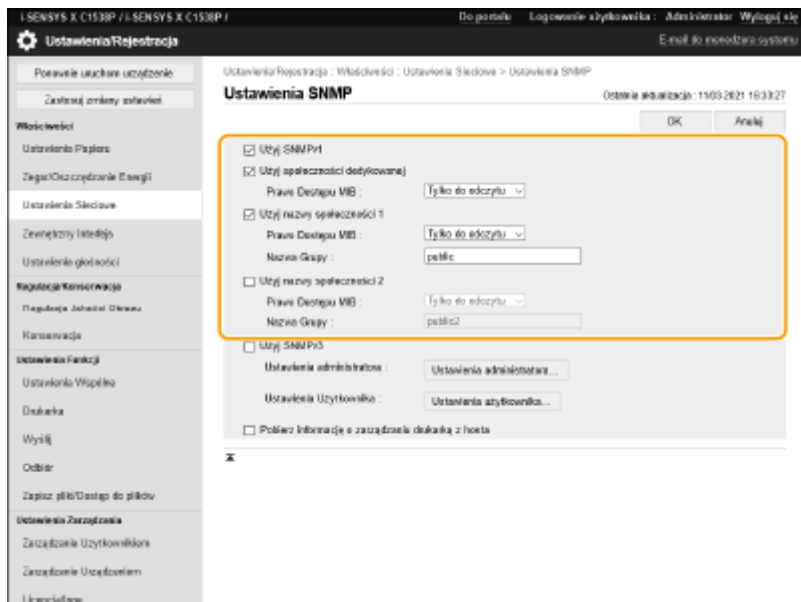 i-SENSYS X C1538P / i-SENSYS X C1538P /
Do portalu Logowanie użytkownika : Administrator Wyloguj się
Ustawienia/Rejestracja
E-mail do menedżera systemu
Ponownie uruchom urządzenie
Zastosuj zmiany ustawień
Właściwości
Ustawienia Papieru
Zegar/Oszczędzanie Energii
Ustawienia Sieciowe
Zewnętrzny Interfejs
Ustawienia głośności
Regulacja/Konserwacja
Regulacja Jakości Obrazu
Konserwacja
Ustawienia Funkcji
Ustawienia Wspólne
Drukarka
Wyślij
Odbiór
Zapisz pliki/Dostęp do plików
Ustawienia Zarządzania
Zarządzanie Użytkownikiem
Zarządzanie Urządzeniem
Licencja/Inne
Ustawienia/Rejestracja : Właściwości : Ustawienia Sieciowe > Ustawienia SNMP
Ustawienia SNMP
Ostatnia aktualizacja : 11/03 2021 16:33:27
OK Anuluj
Użyj SNMPv1
Użyj społeczności dedykowanej
Prawo Dostępu MIB : Tylko do odczytu
Użyj nazwy społeczności 1
Prawo Dostępu MIB : Tylko do odczytu
Nazwa Grupy : public
Użyj nazwy społeczności 2
Prawo Dostępu MIB : Tylko do odczytu
Nazwa Grupy : public2
Użyj SNMPv3
Ustawienia administratora : Ustawienia administratora...
Ustawienia Użytkownika : Ustawienia użytkownika...
Pobierz informację o zarządzaniu drukarką z hosta